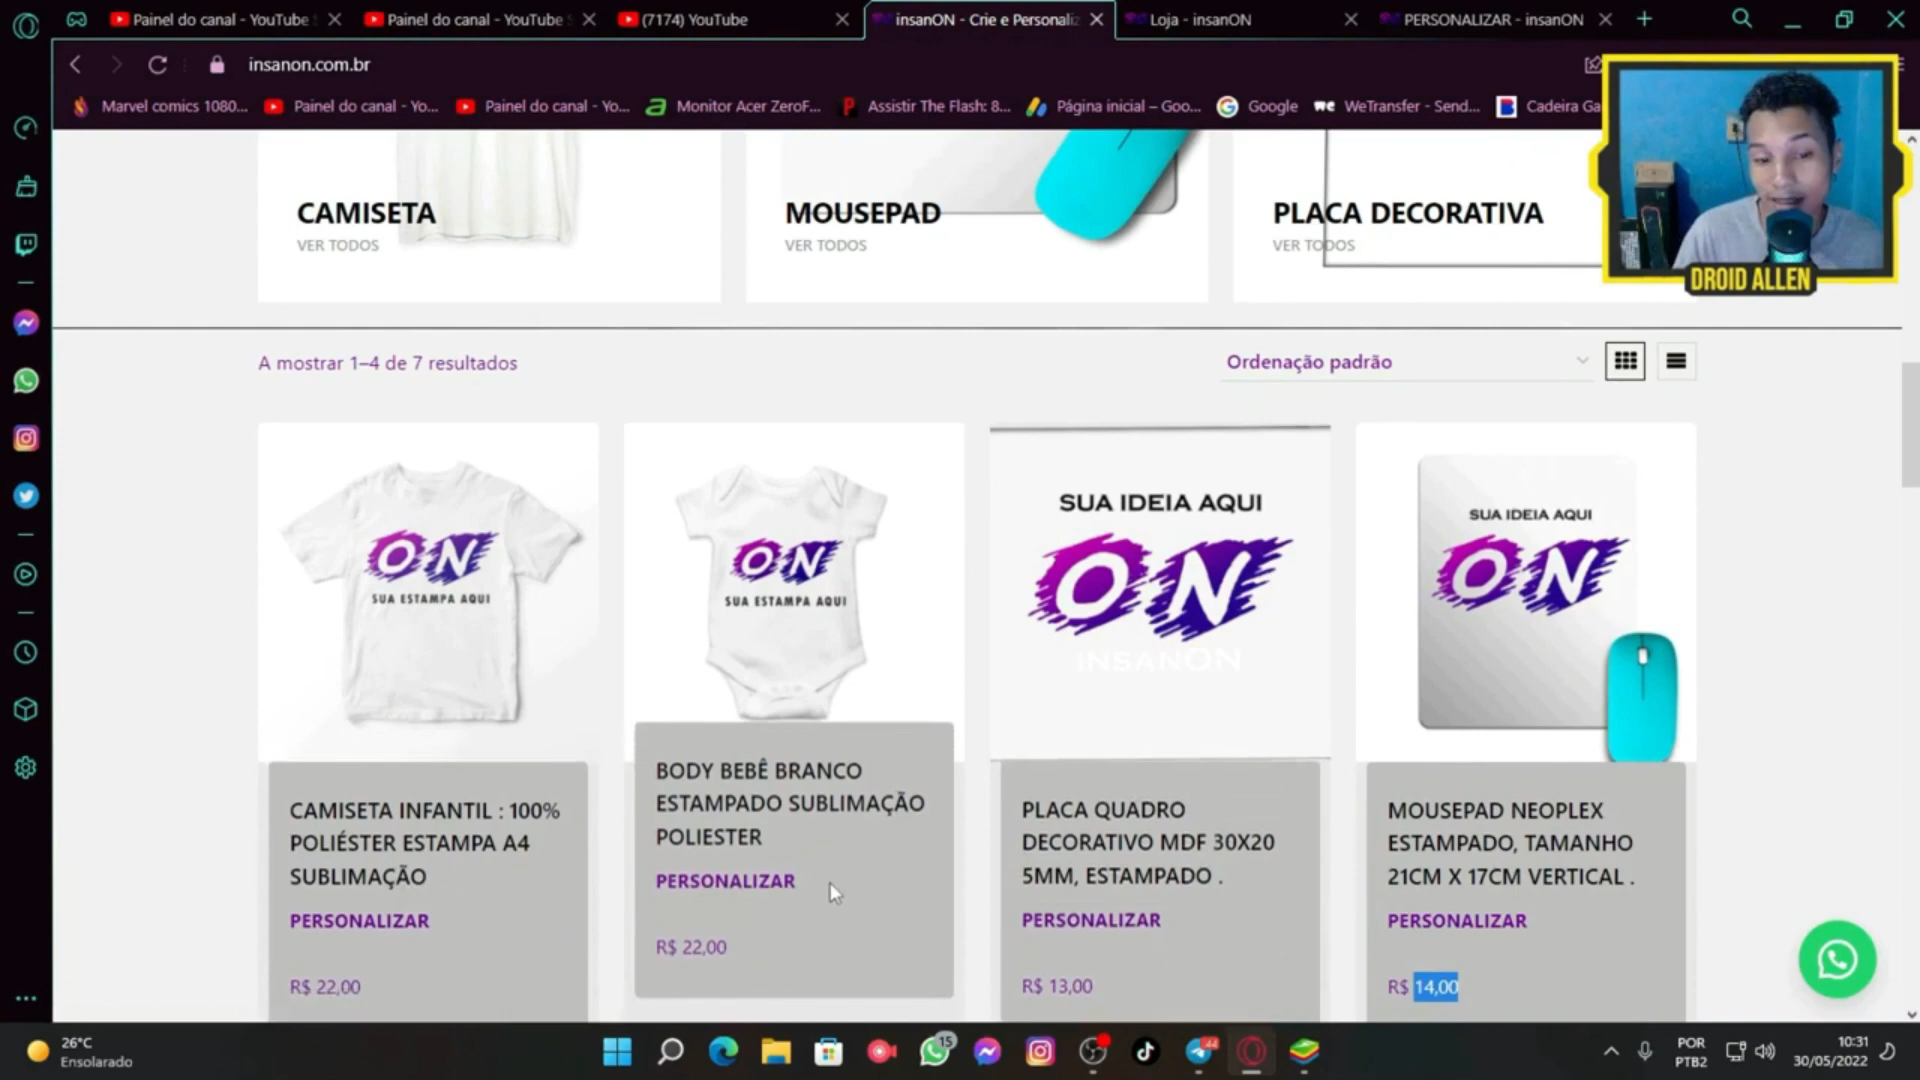 Painel do canal - YouTube
Painel do canal - YouTube
(7174) YouTube
insanON - Crie e Personaliz
Loja - insanON
PERSONALIZAR - insanON
insanon.com.br
Marvel comics 1080...
Painel do canal - Yo...
Painel do canal - Yo...
Monitor Acer ZeroF...
Assistir The Flash: 8...
Página inicial – Goo...
Google
WeTransfer - Send...
Cadeira Ga
DROID ALLEN
CAMISETA
VER TODOS
MOUSEPAD
VER TODOS
PLACA DECORATIVA
VER TODOS
A mostrar 1–4 de 7 resultados
Ordenação padrão
ON
SUA ESTAMPA AQUI
CAMISETA INFANTIL : 100%
POLIÉSTER ESTAMPA A4
SUBLIMAÇÃO
PERSONALIZAR
R$ 22,00
ON
SUA ESTAMPA AQUI
BODY BEBÊ BRANCO
ESTAMPADO SUBLIMAÇÃO
POLIESTER
PERSONALIZAR
R$ 22,00
SUA IDEIA AQUI
ON
INSANON
PLACA QUADRO
DECORATIVO MDF 30X20
5MM, ESTAMPADO .
PERSONALIZAR
R$ 13,00
SUA IDEIA AQUI
ON
MOUSEPAD NEOPLEX
ESTAMPADO, TAMANHO
21CM X 17CM VERTICAL .
PERSONALIZAR
R$ 14,00
26°C
Ensolarado
15
44
POR
PTB2
10:31
30/05/2022